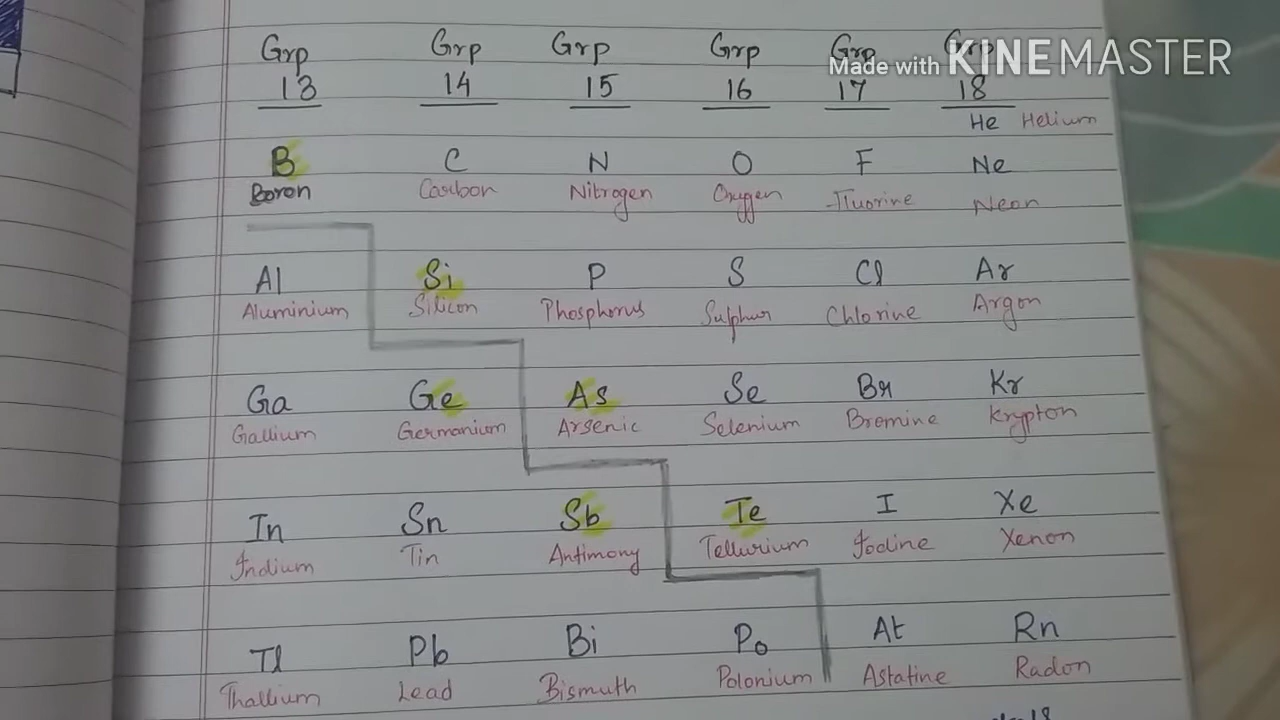 Grp Grp Grp Grp Grp Grp
Made with KINEMASTER
13 14 15 16 17 18
He Helium
B C N O F Ne
Boron Carbon Nitrogen Oxygen Fluorine Neon
Al Si P S Cl Ar
Aluminium Silicon Phosphorus Sulphur Chlorine Argon
Ga Ge As Se Br Kr
Gallium Germanium Arsenic Selenium Bromine Krypton
In Sn Sb Te I Xe
Indium Tin Antimony Tellurium Iodine Xenon
Tl Pb Bi Po At Rn
Thallium Lead Bismuth Polonium Astatine Radon